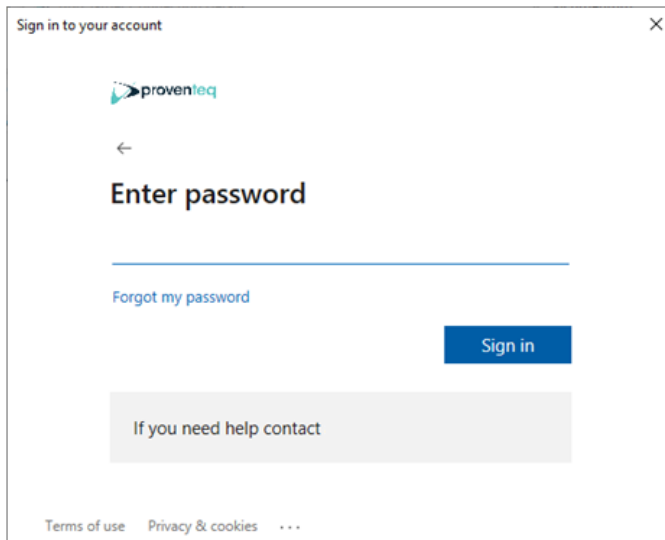 Sign in to your account
proventeq
Enter password
Forgot my password
Sign in
If you need help contact
Terms of use Privacy & cookies ...